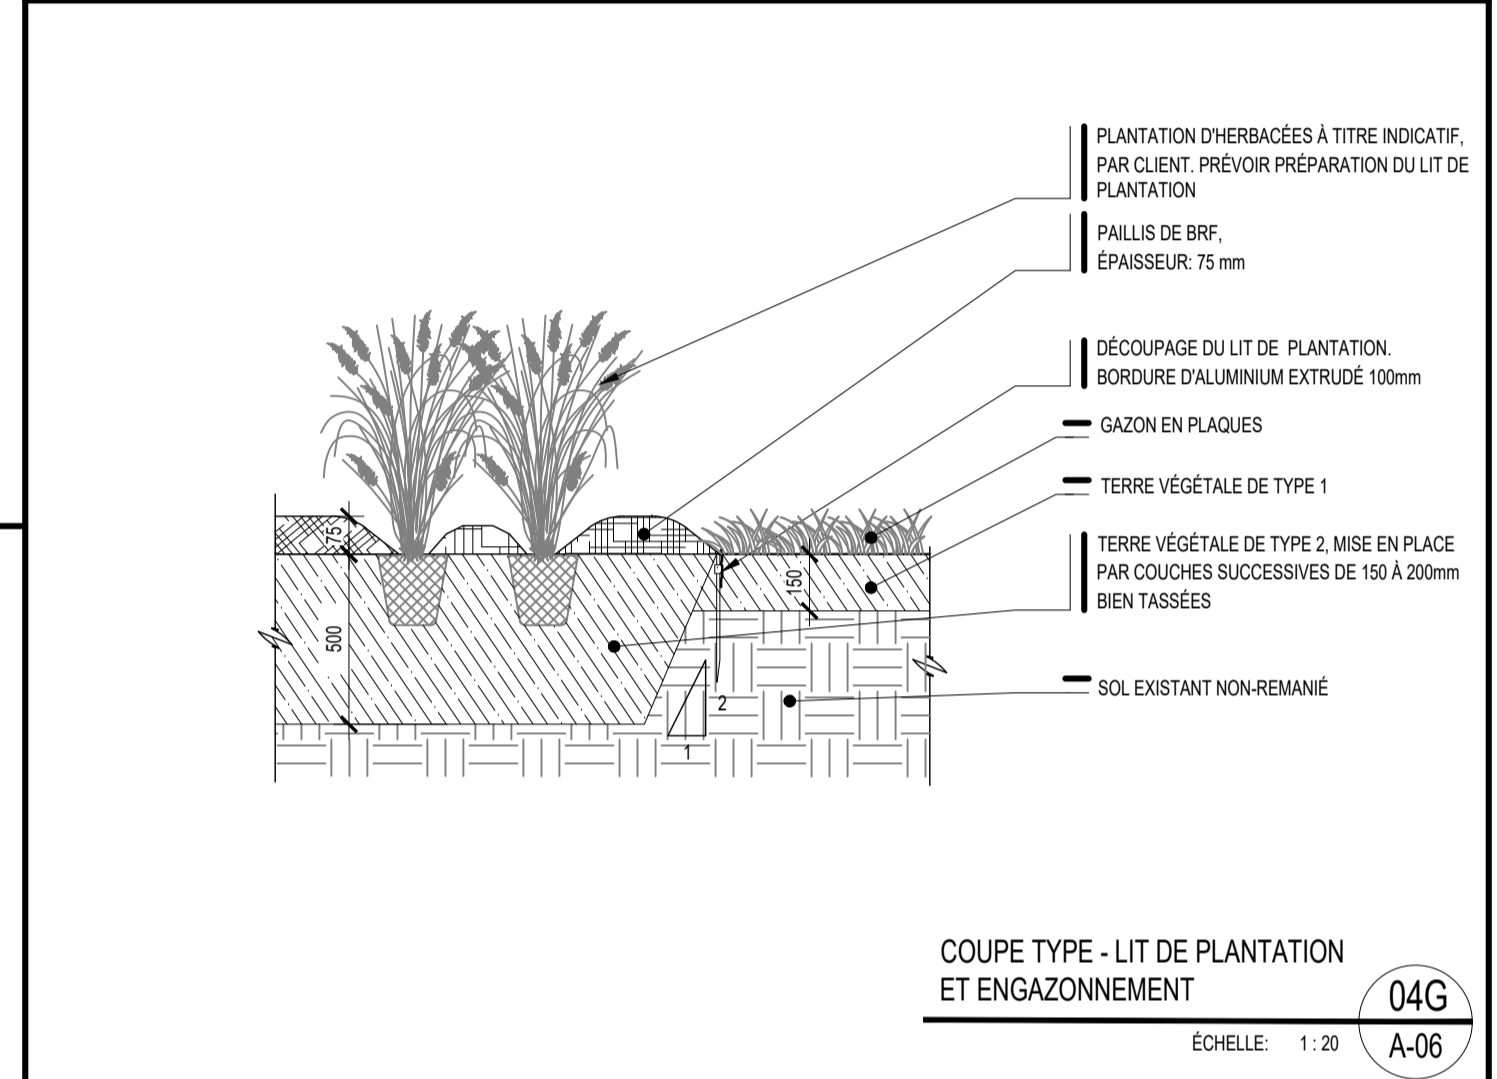 PLANTATION D'HERBACÉES À TITRE INDICATIF,
PAR CLIENT. PRÉVOIR PRÉPARATION DU LIT DE
PLANTATION
PAILLIS DE BRF,
ÉPAISSEUR: 75 mm
DÉCOUPAGE DU LIT DE PLANTATION.
BORDURE D'ALUMINIUM EXTRUDÉ 100mm
GAZON EN PLAQUES
TERRE VÉGÉTALE DE TYPE 1
TERRE VÉGÉTALE DE TYPE 2, MISE EN PLACE
PAR COUCHES SUCCESSIVES DE 150 À 200mm
BIEN TASSÉES
SOL EXISTANT NON-REMANIÉ
75
500
150
2
1
COUPE TYPE - LIT DE PLANTATION
ET ENGAZONNEMENT
04G
ÉCHELLE: 1 : 20
A-06